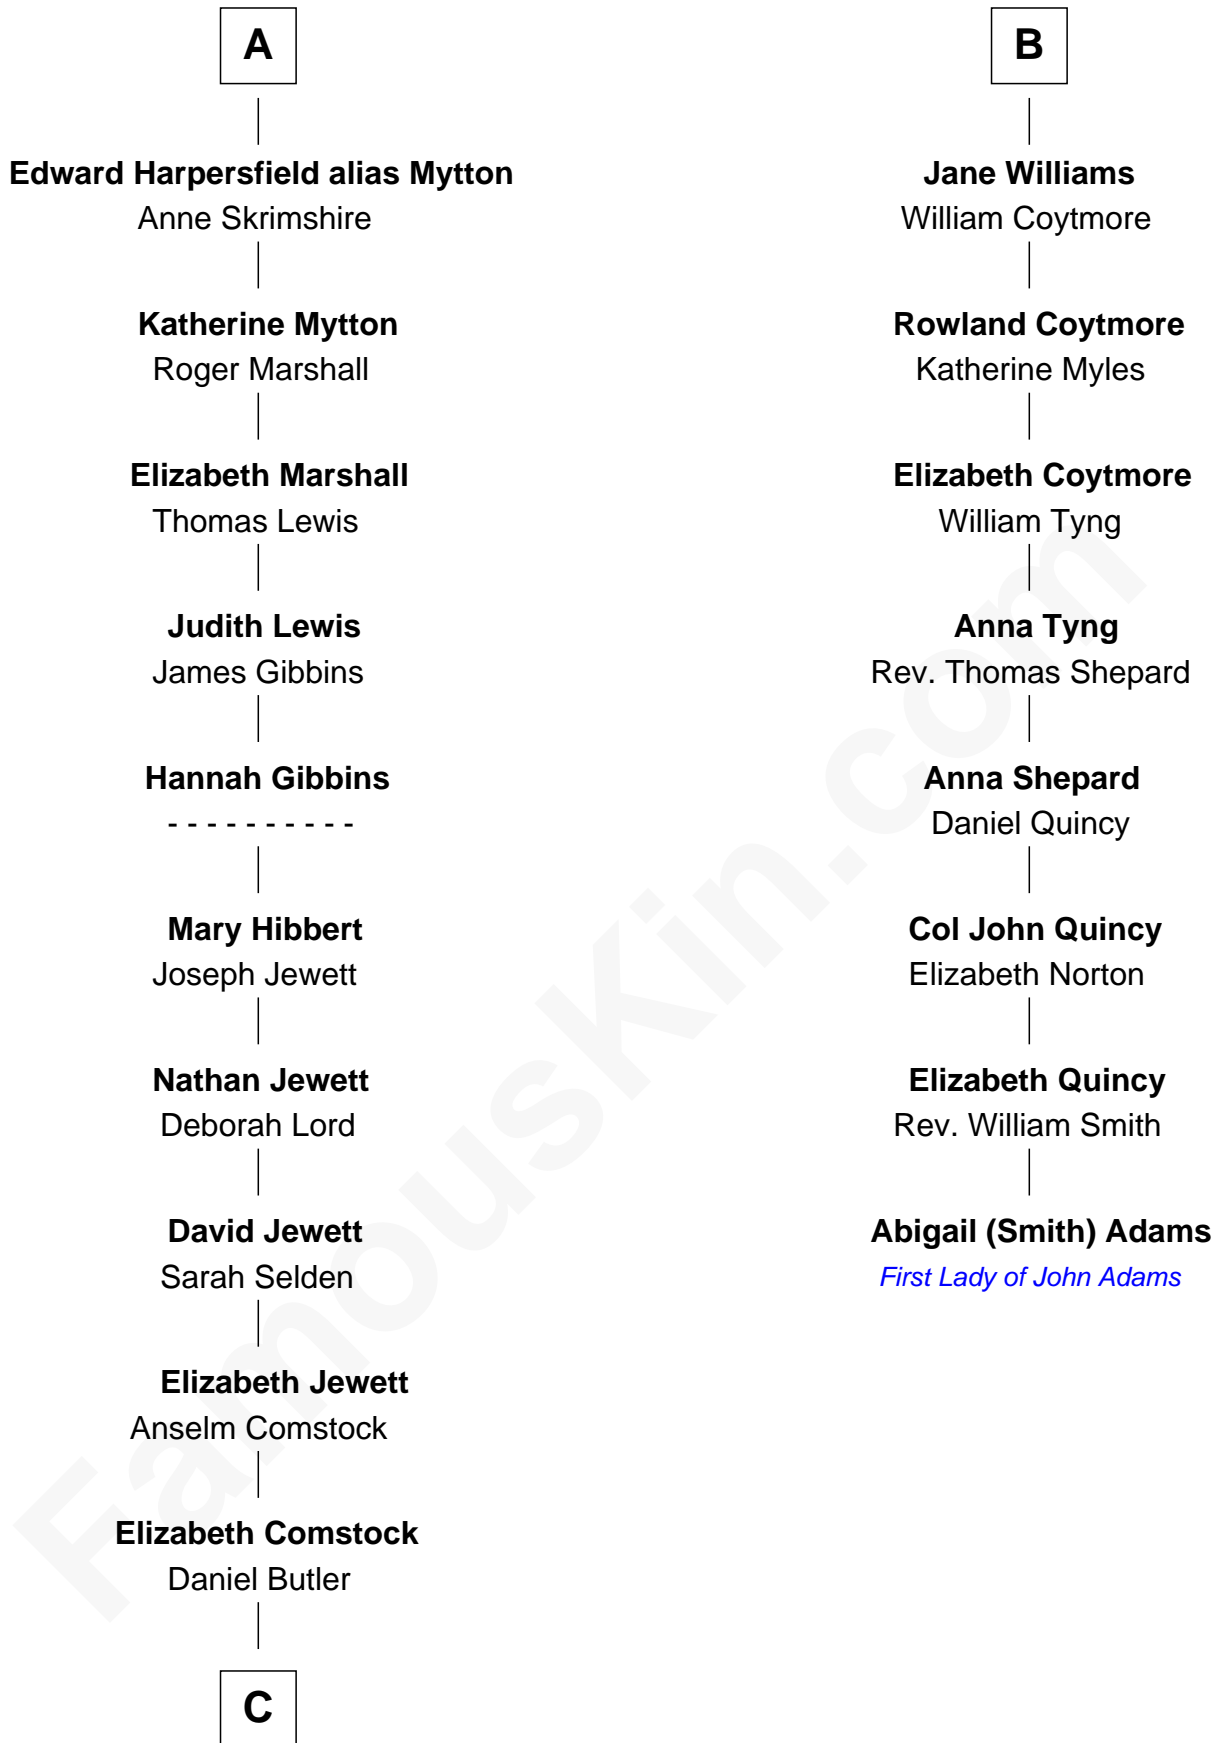 A
Edward Harpersfield alias Mytton
Anne Skrimshire
Katherine Mytton
Roger Marshall
Elizabeth Marshall
Thomas Lewis
Judith Lewis
James Gibbins
Hannah Gibbins
- - - - - - - - - -
Mary Hibbert
Joseph Jewett
Nathan Jewett
Deborah Lord
David Jewett
Sarah Selden
Elizabeth Jewett
Anselm Comstock
Elizabeth Comstock
Daniel Butler
C
B
Jane Williams
William Coytmore
Rowland Coytmore
Katherine Myles
Elizabeth Coytmore
William Tyng
Anna Tyng
Rev. Thomas Shepard
Anna Shepard
Daniel Quincy
Col John Quincy
Elizabeth Norton
Elizabeth Quincy
Rev. William Smith
Abigail (Smith) Adams
First Lady of John Adams
FamousKin.com